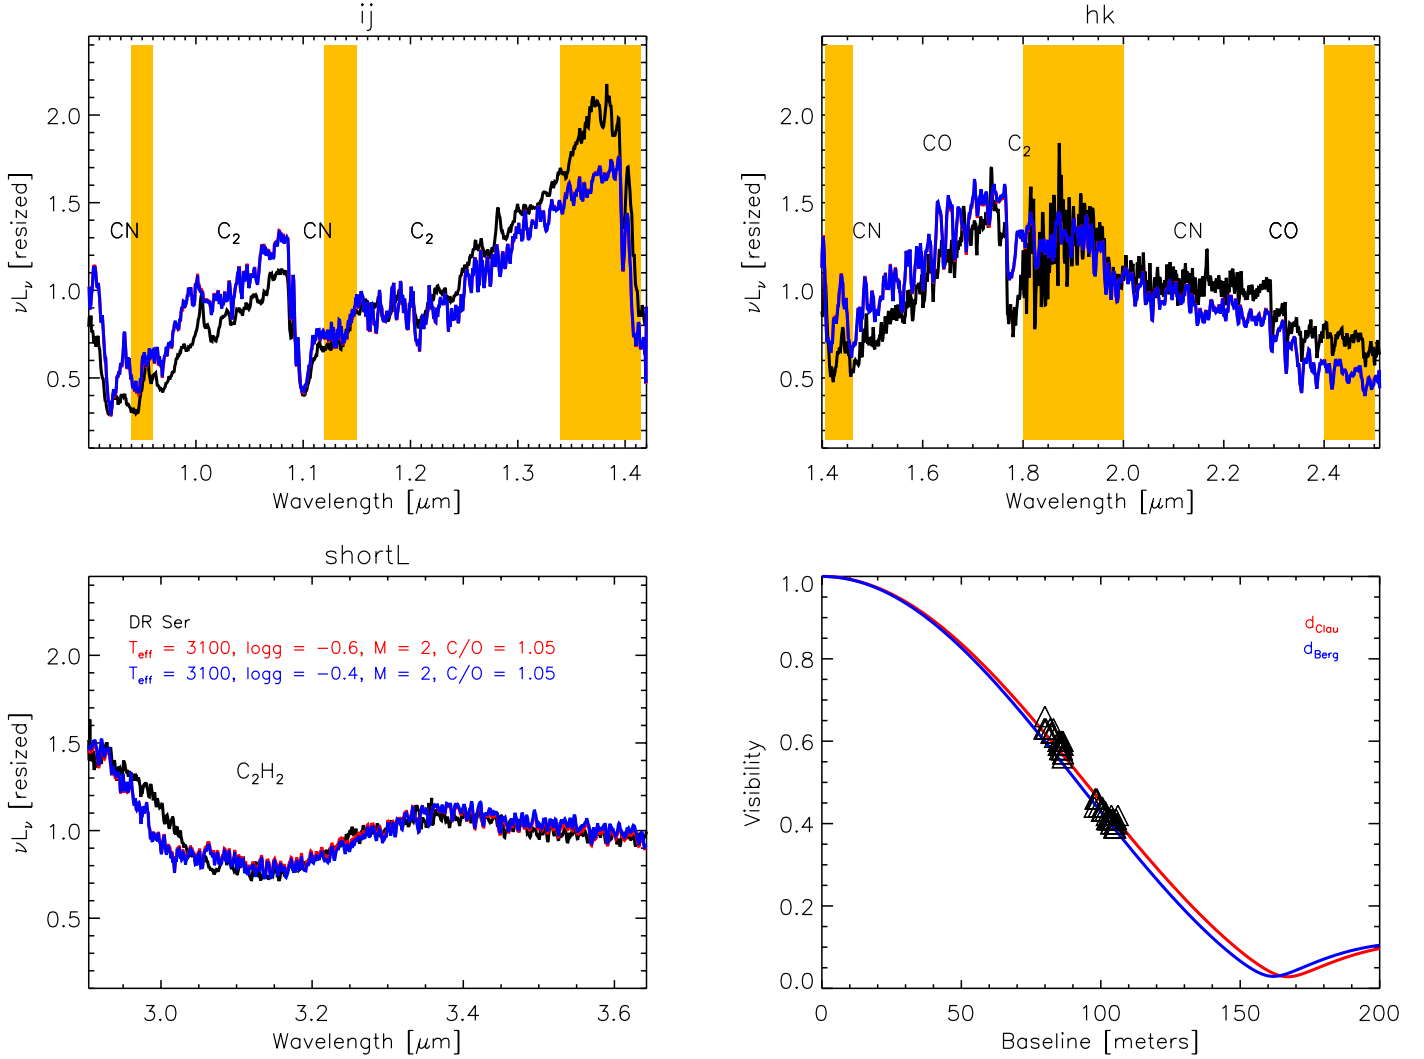 ij
2.0
1.5
1.0
0.5
νLν [resized]
CN
C2
CN
C2
1.0
1.1
1.2
1.3
1.4
Wavelength [μm]
hk
2.0
1.5
1.0
0.5
νLν [resized]
CO
C2
CN
CN
CO
1.4
1.6
1.8
2.0
2.2
2.4
Wavelength [μm]
shortL
2.0
1.5
1.0
0.5
νLν [resized]
DR Ser
Teff = 3100, logg = −0.6, M = 2, C/O = 1.05
Teff = 3100, logg = −0.4, M = 2, C/O = 1.05
C2H2
3.0
3.2
3.4
3.6
Wavelength [μm]
1.0
0.8
0.6
0.4
0.2
0.0
Visibility
dClau
dBerg
0
50
100
150
200
Baseline [meters]